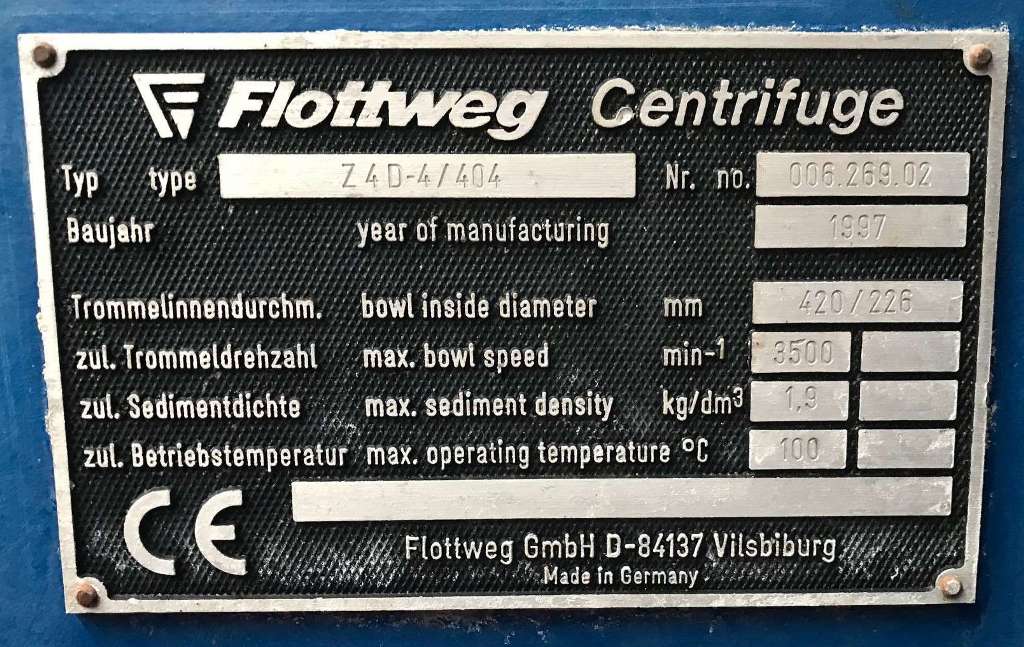 Flottweg Centrifuge
Typ type Z4D-4/404 Nr. no. 006.269.02
Baujahr year of manufacturing 1997
Trommelinnendurchm. bowl inside diameter mm 420/226
zul. Trommeldrehzahl max. bowl speed min-1 3500
zul. Sedimentdichte max. sediment density kg/dm³ 1,9
zul. Betriebstemperatur max. operating temperature °C 100
CE
Flottweg GmbH D-84137 Vilsbiburg
Made in Germany